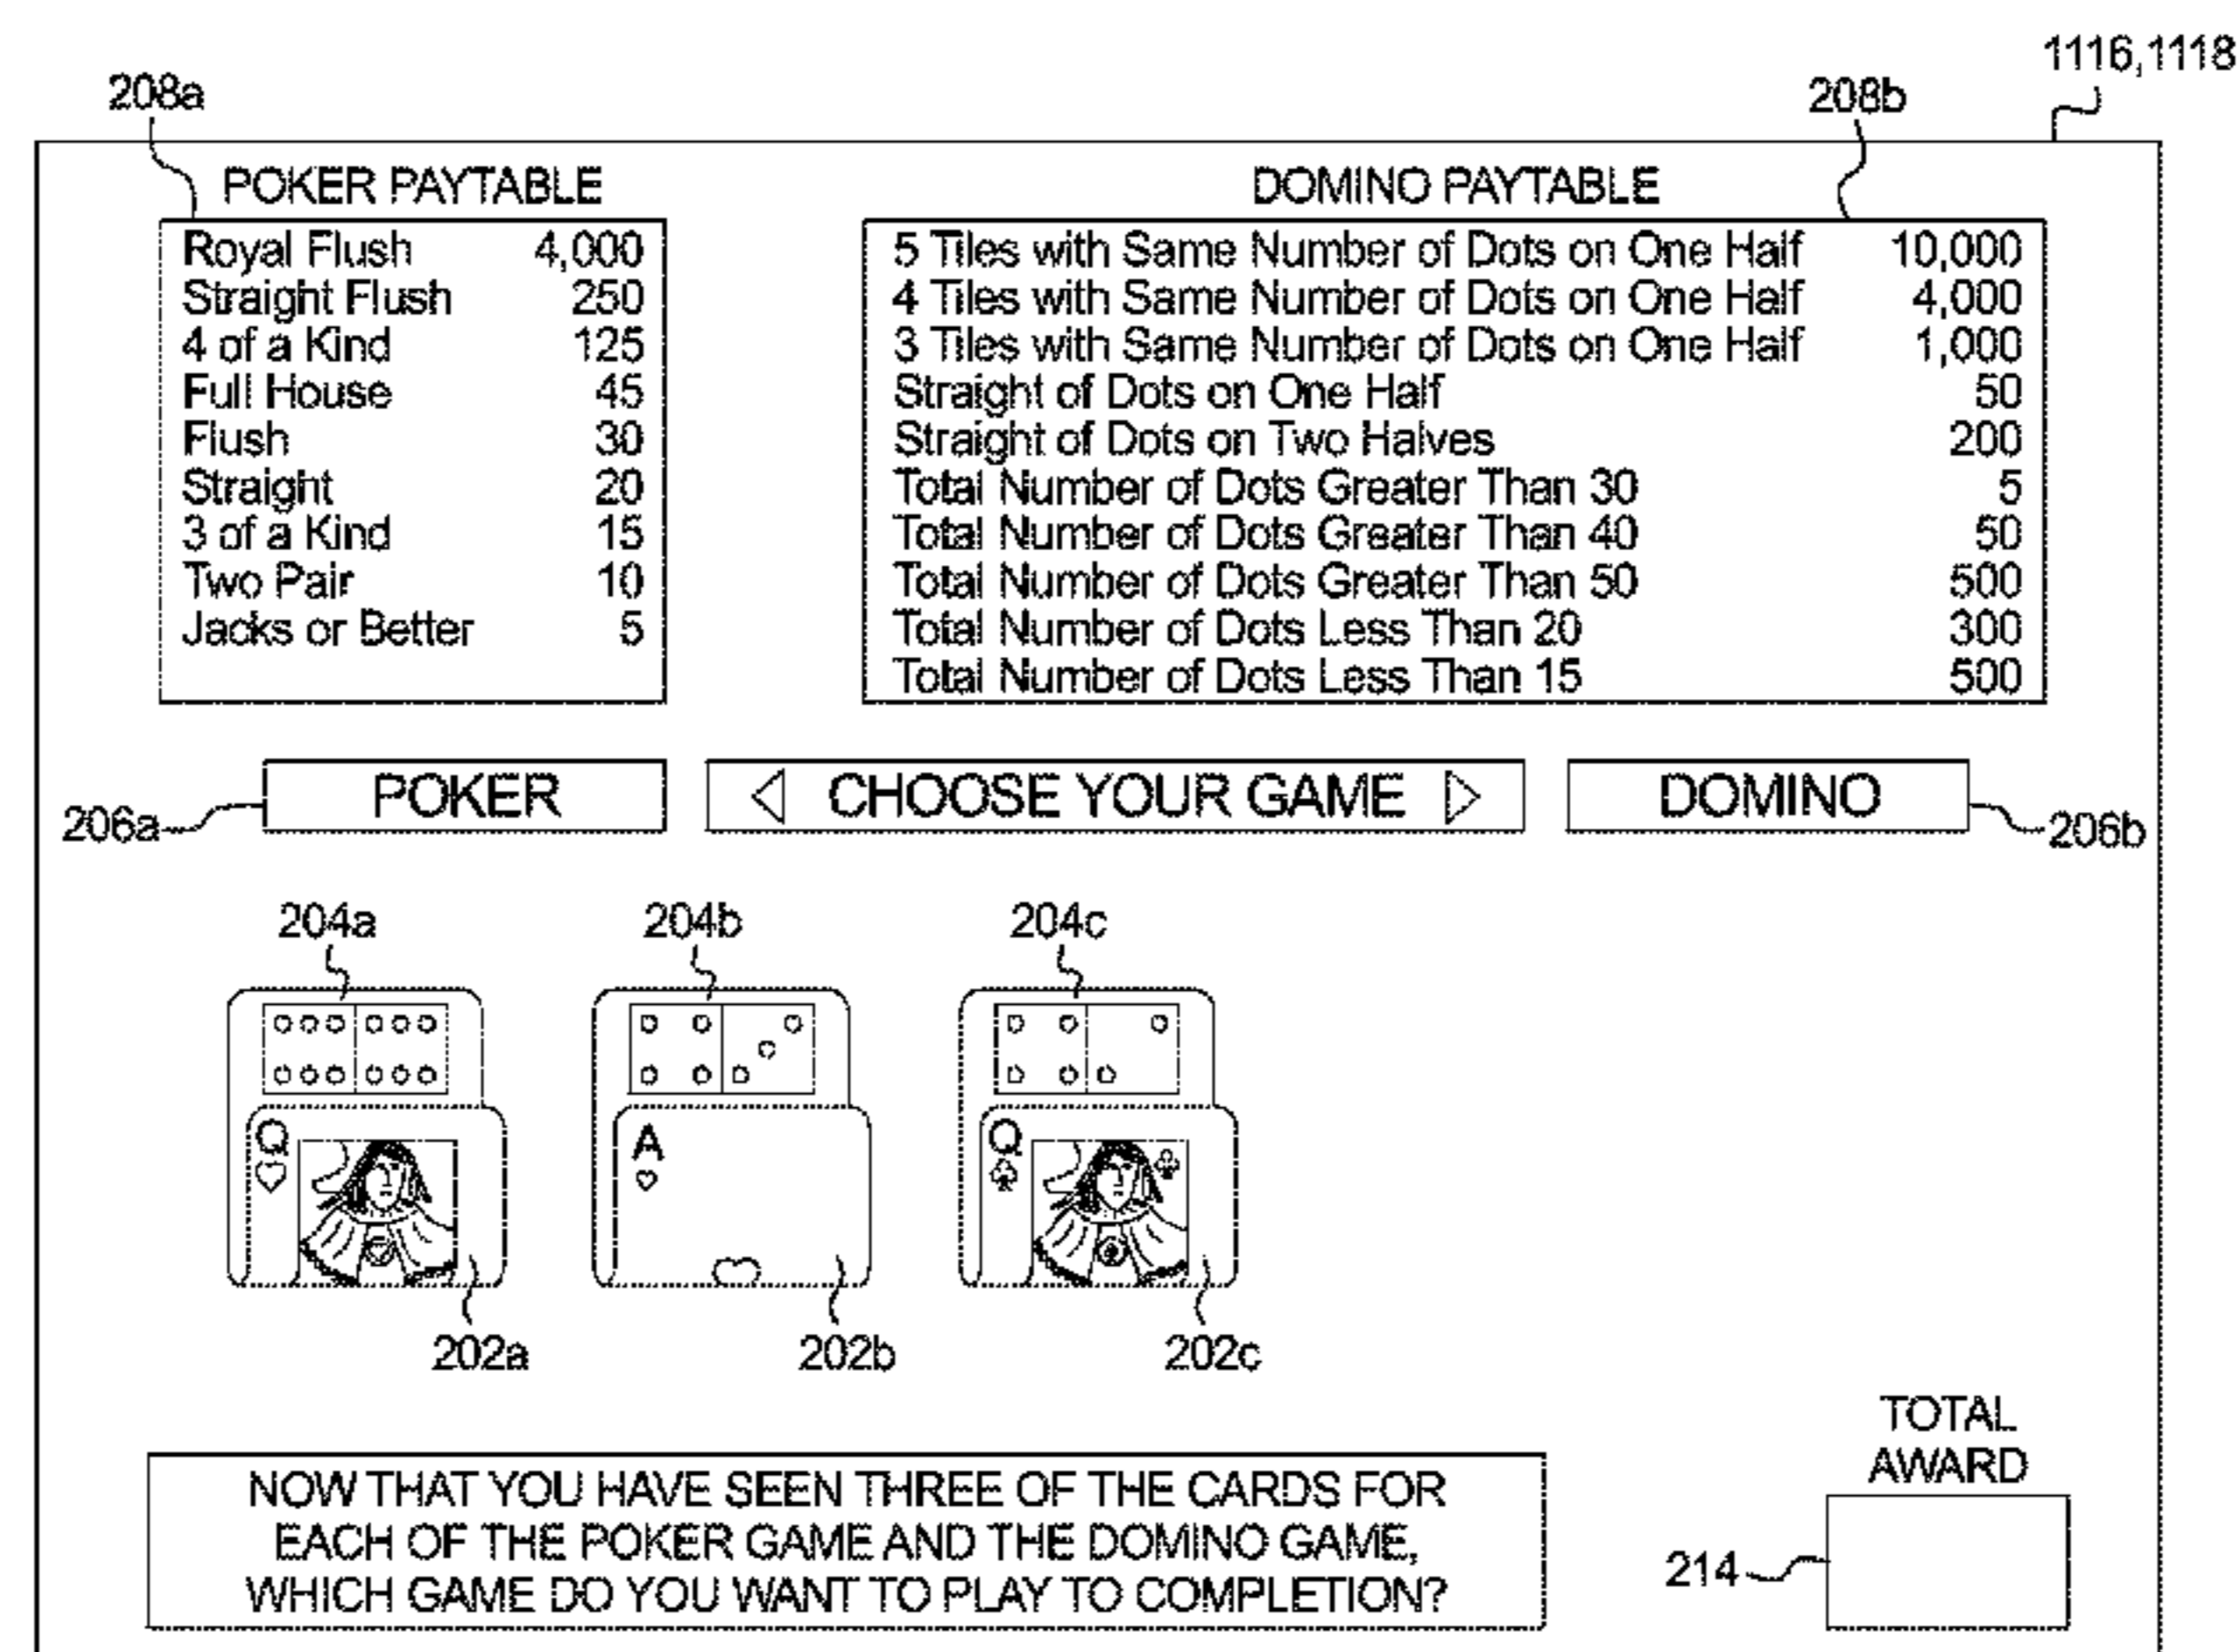 1116,1118
208a
208b
POKER PAYTABLE
Royal Flush 4,000
Straight Flush 250
4 of a Kind 125
Full House 45
Flush 30
Straight 20
3 of a Kind 15
Two Pair 10
Jacks or Better 5
DOMINO PAYTABLE
5 Tiles with Same Number of Dots on One Half 10,000
4 Tiles with Same Number of Dots on One Half 4,000
3 Tiles with Same Number of Dots on One Half 1,000
Straight of Dots on One Half 50
Straight of Dots on Two Halves 200
Total Number of Dots Greater Than 30 5
Total Number of Dots Greater Than 40 50
Total Number of Dots Greater Than 50 500
Total Number of Dots Less Than 20 300
Total Number of Dots Less Than 15 500
206a
POKER
CHOOSE YOUR GAME
DOMINO
206b
204a
204b
204c
Q
A
Q
202a
202b
202c
NOW THAT YOU HAVE SEEN THREE OF THE CARDS FOR
EACH OF THE POKER GAME AND THE DOMINO GAME,
WHICH GAME DO YOU WANT TO PLAY TO COMPLETION?
TOTAL
AWARD
214